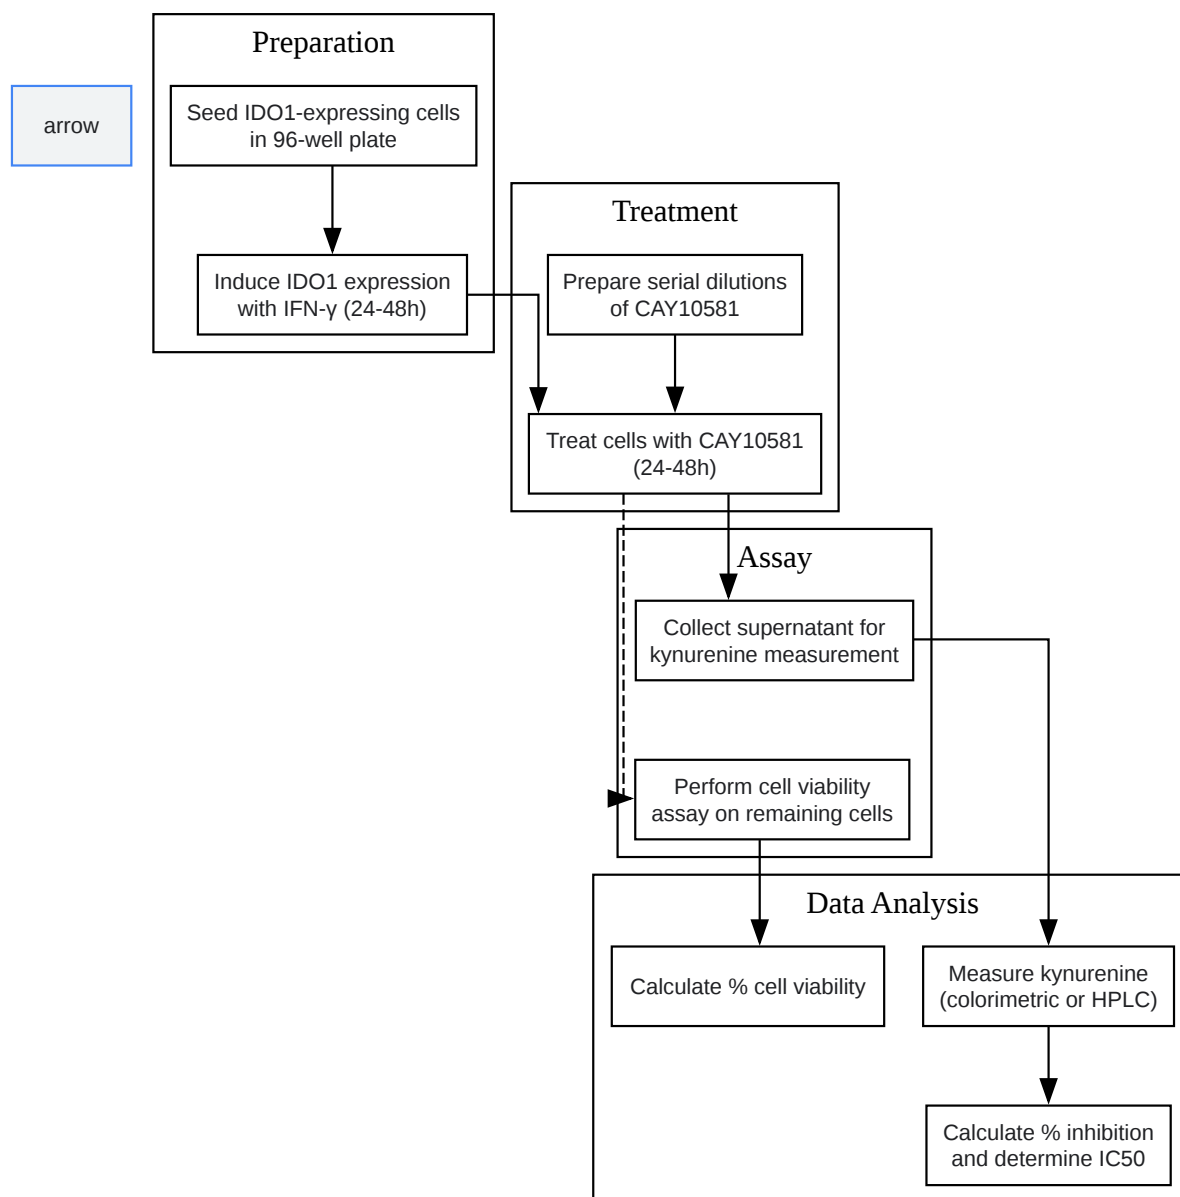 Preparation
arrow
Seed IDO1-expressing cells
in 96-well plate
Induce IDO1 expression
with IFN-γ (24-48h)
Treatment
Prepare serial dilutions
of CAY10581
Treat cells with CAY10581
(24-48h)
Assay
Collect supernatant for
kynurenine measurement
Perform cell viability
assay on remaining cells
Data Analysis
Calculate % cell viability
Measure kynurenine
(colorimetric or HPLC)
Calculate % inhibition
and determine IC50